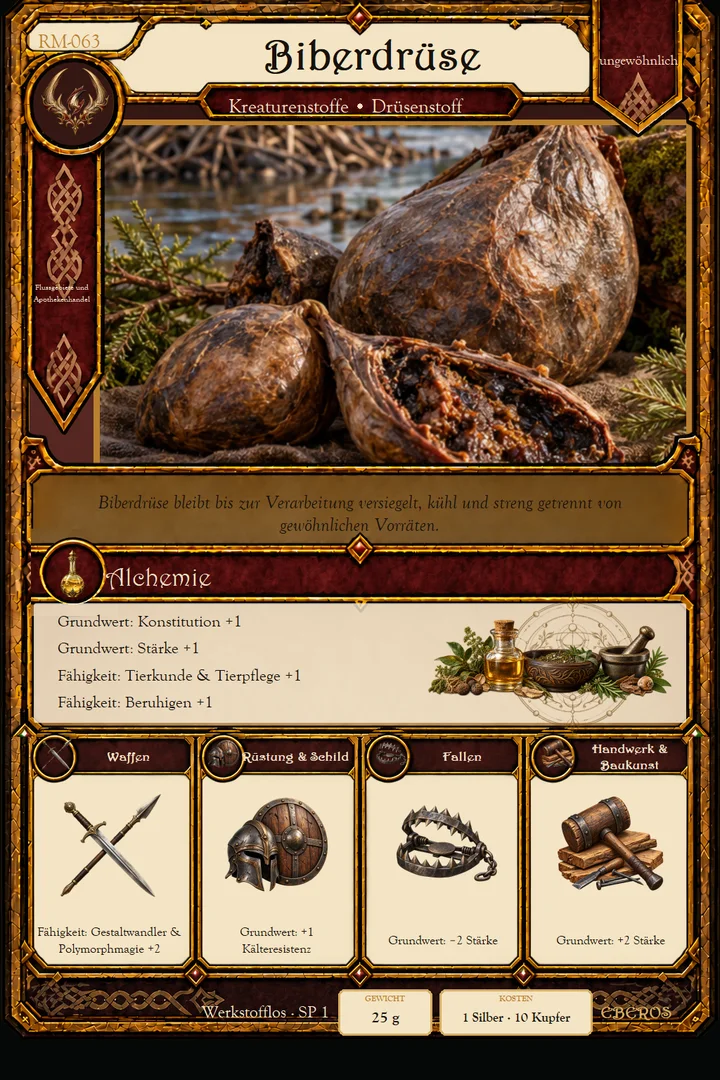 RM-063
Biberdrüse
ungewöhnlich
Kreaturenstoffe • Drüsenstoff
Flussgebiete und
Apothekenhandel
Biberdrüse bleibt bis zur Verarbeitung versiegelt, kühl und streng getrennt von
gewöhnlichen Vorräten.
Alchemie
Grundwert: Konstitution +1
Grundwert: Stärke +1
Fähigkeit: Tierkunde & Tierpflege +1
Fähigkeit: Beruhigen +1
Waffen
Rüstung & Schild
Fallen
Handwerk &
Baukunst
Fähigkeit: Gestaltwandler &
Polymorphmagie +2
Grundwert: +1
Kälteresistenz
Grundwert: −2 Stärke
Grundwert: +2 Stärke
Werkstofflos · SP 1
GEWICHT
25 g
KOSTEN
1 Silber · 10 Kupfer
EBEROS